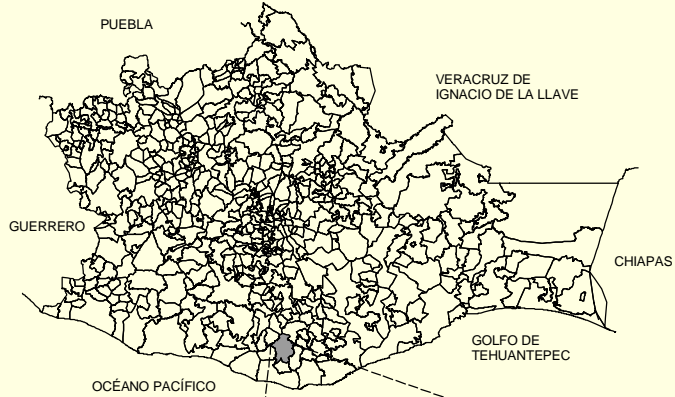 PUEBLA
VERACRUZ DE
IGNACIO DE LA LLAVE
GUERRERO
CHIAPAS
GOLFO DE
TEHUANTEPEC
OCÉANO PACÍFICO